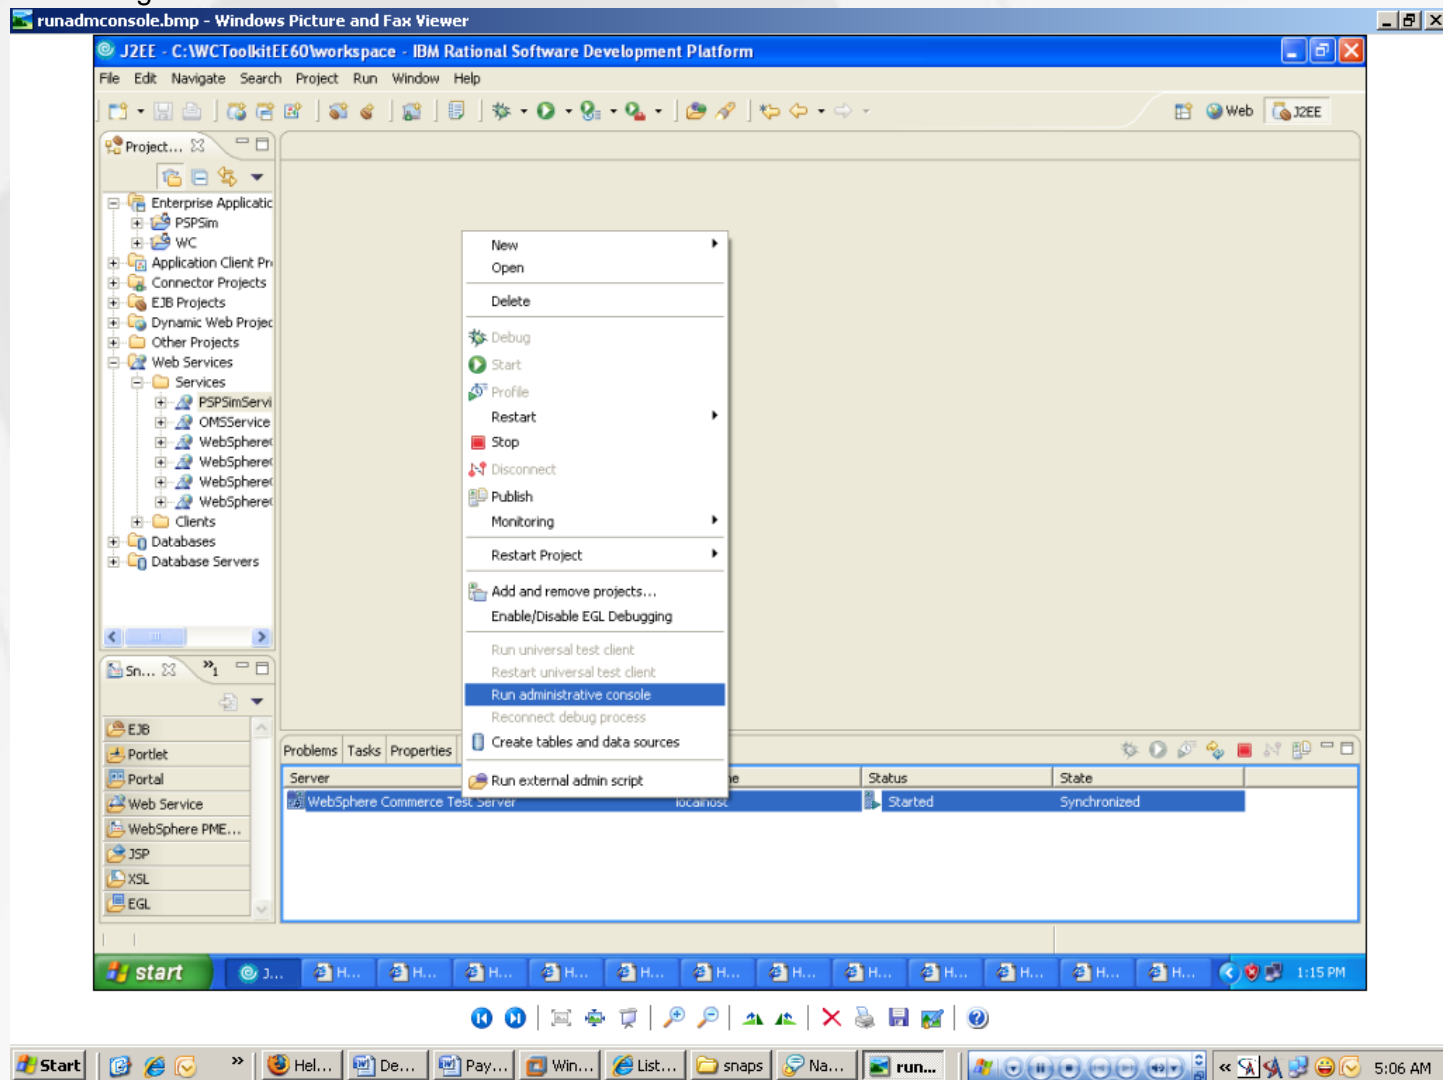 runadmconsole.bmp - Windows Picture and Fax Viewer
J2EE - C:\WCToolkitEE60\workspace - IBM Rational Software Development Platform
File Edit Navigate Search Project Run Window Help
Web J2EE
Project...
Enterprise Applicatic
PSPSim
WC
Application Client Pr
Connector Projects
EJB Projects
Dynamic Web Projec
Other Projects
Web Services
Services
PSPSimServi
OMSService
WebSphere
WebSphere
WebSphere
WebSphere
Clients
Databases
Database Servers
New
Open
Delete
Debug
Start
Profile
Restart
Stop
Disconnect
Publish
Monitoring
Restart Project
Add and remove projects...
Enable/Disable EGL Debugging
Run universal test client
Restart universal test client
Run administrative console
Reconnect debug process
Create tables and data sources
Run external admin script
Sn... »1
EJB
Portlet
Portal
Web Service
WebSphere PME...
JSP
XSL
EGL
Problems Tasks Properties
Server Status State
WebSphere Commerce Test Server localhost Started Synchronized
start J... H... H... H... H... H... H... H... H... H... H... H... H... 1:15 PM
Start » Hel... De... Pay... Win... List... snaps Na... run... « 5:06 AM